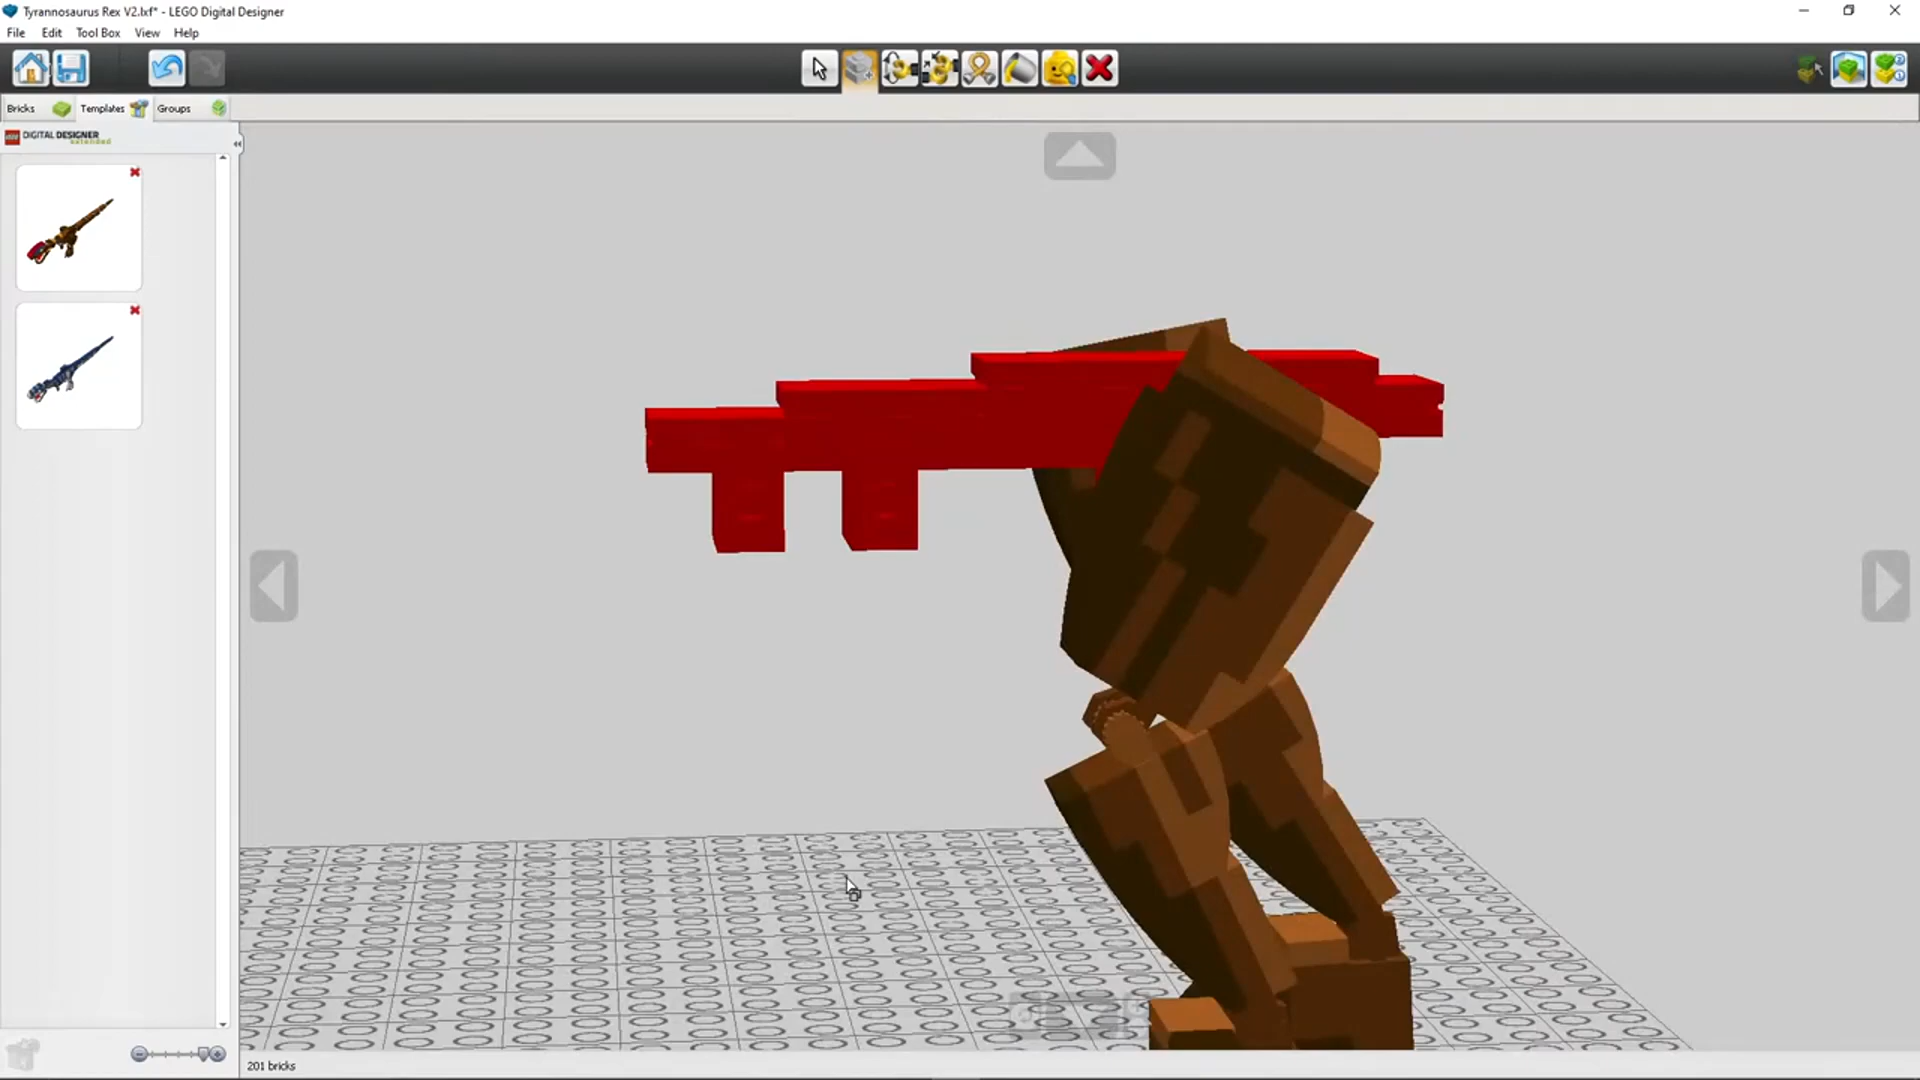 Tyrannosaurus Rex V2.lxf* - LEGO Digital Designer
File Edit Tool Box View Help
Bricks Templates Groups
DIGITAL DESIGNER
extended
201 bricks